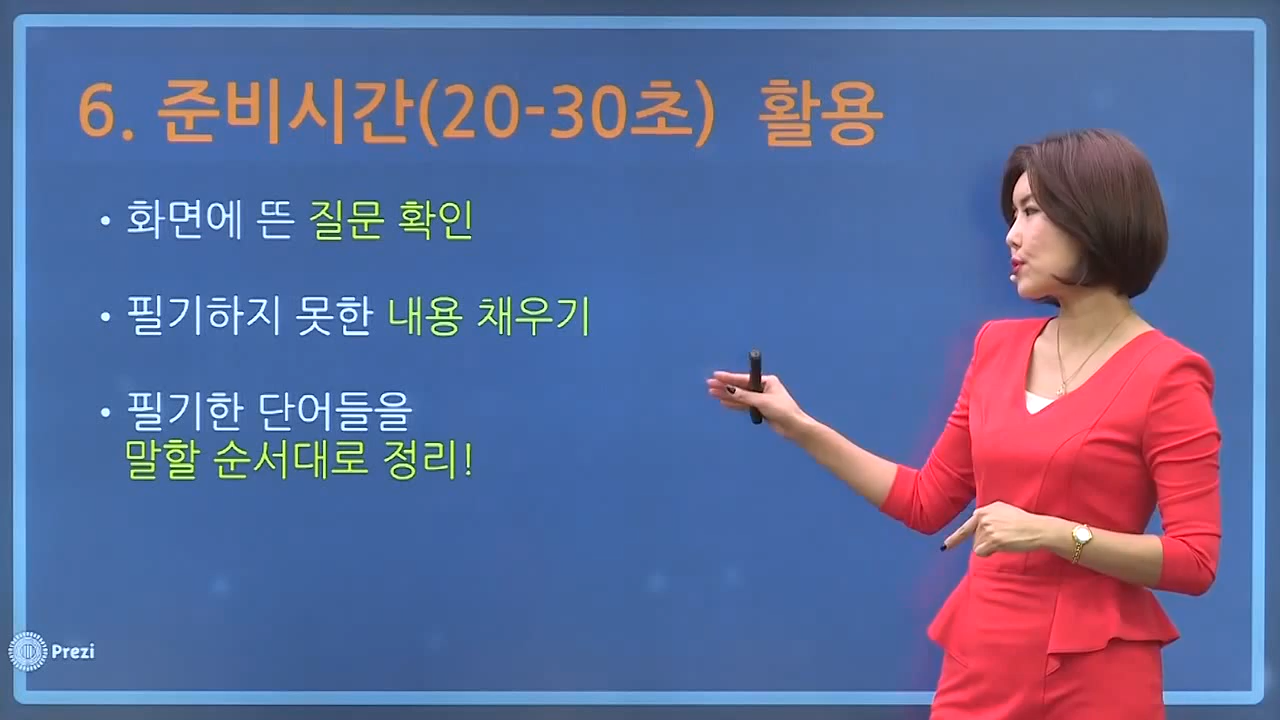 6. 준비시간(20-30초) 활용
• 화면에 뜬 질문 확인
• 필기하지 못한 내용 채우기
• 필기한 단어들을
말할 순서대로 정리!
Prezi